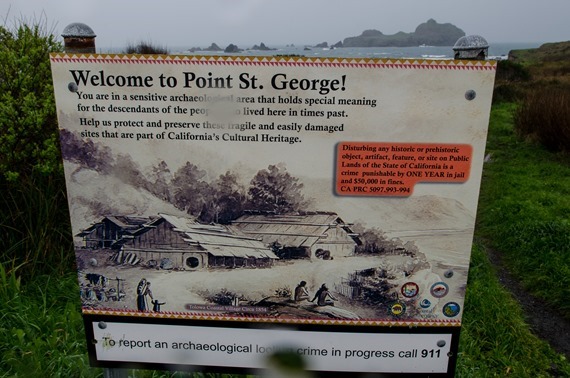 Welcome to Point St. George!
You are in a sensitive archaeological area that holds special meaning
for the descendants of the people lived here in times past.
Help us protect and preserve these fragile and easily damaged
sites that are part of California's Cultural Heritage.
Disturbing any historic or prehistoric
object, artifact, feature, or site on Public
Lands of the State of California is a
crime punishable by ONE YEAR in jail
and $50,000 in fines.
CA PRC 5097.993-994
Village Circa
To report an archaeological looting crime in progress call 911